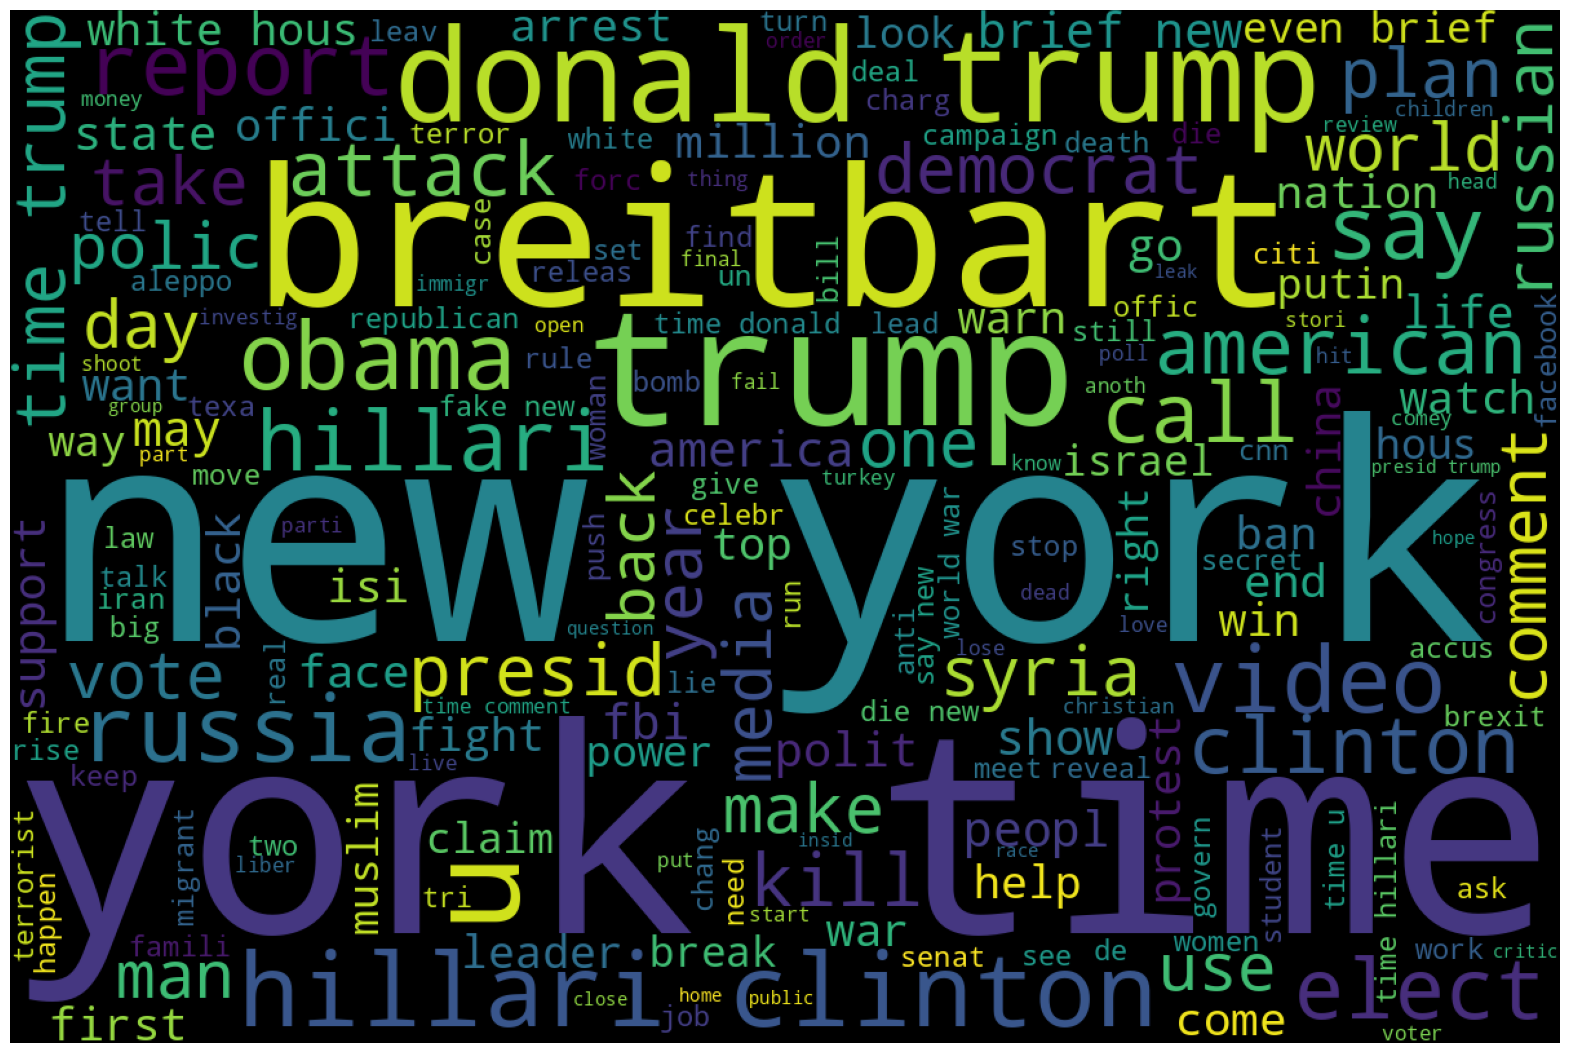 white hous
leav
arrest
turn
order
look
brief new
even brief
time trump
report
donald trump
deal
plan
russian
money
charg
children
state
offici
terror
white
million
campaign
death
die
review
world
take
attack
forc
thing
democrat
nation
head
tell
polic
case
breitbart
set
find
final
un
bill
go
citi
say
leak
aleppo
immigr
releas
offic
putin
day
investig
republican
open
time donald
lead
warn
still
stori
life
shoot
obama
rule
trump
poll
american
hit
facebook
want
bomb
fail
anoth
watch
group
texa
fake new
woman
call
china
comey
way
may
part
hillari
america
one
know
israel
cnn
hous
presid trump
move
turkey
new york
back
give
celebr
year
top
world war
right
ban
comment
congress
support
law
black
parti
push
stop
secret
hope
talk
isi
iran
big
dead
end
run
win
question
anti
say new
love
accus
vote
real
face
presid
media
lie
lose
syria
video
time comment
die new
christian
brexit
fire
russia
fight
fbi
rise
power
polit
show
clinton
keep
live
meet
reveal
protest
york time
make
peopl
terrorist
migrant
two
liber
muslim
claim
u
put
chang
insid
race
govern
time u
time hillari
kill
need
help
student
ask
tri
start
happen
famili
war
leader
break
senat
see
de
women
work
critic
man
hillari clinton
use
elect
first
close
job
home
public
come
voter